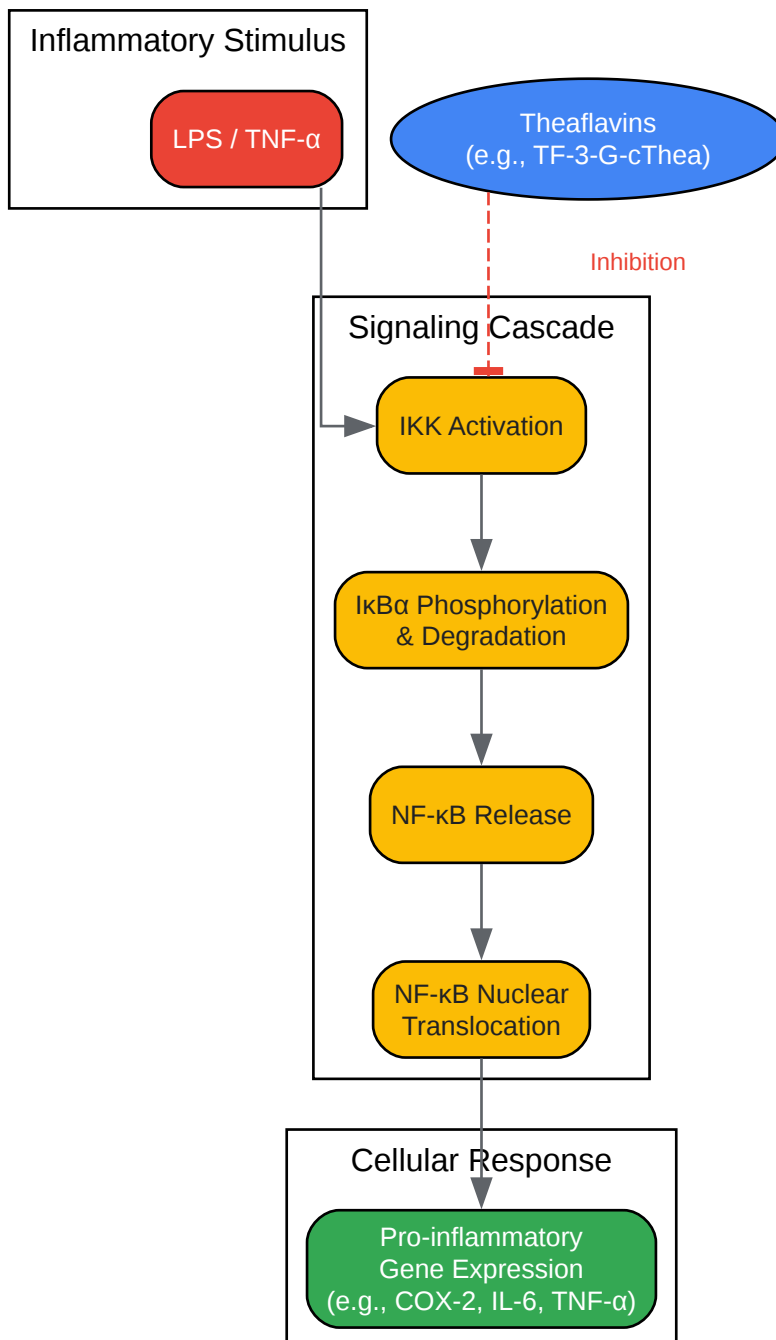 Inflammatory Stimulus
LPS / TNF-α
Theaflavins
(e.g., TF-3-G-cThea)
Inhibition
Signaling Cascade
IKK Activation
IκBα Phosphorylation
& Degradation
NF-κB Release
NF-κB Nuclear
Translocation
Cellular Response
Pro-inflammatory
Gene Expression
(e.g., COX-2, IL-6, TNF-α)